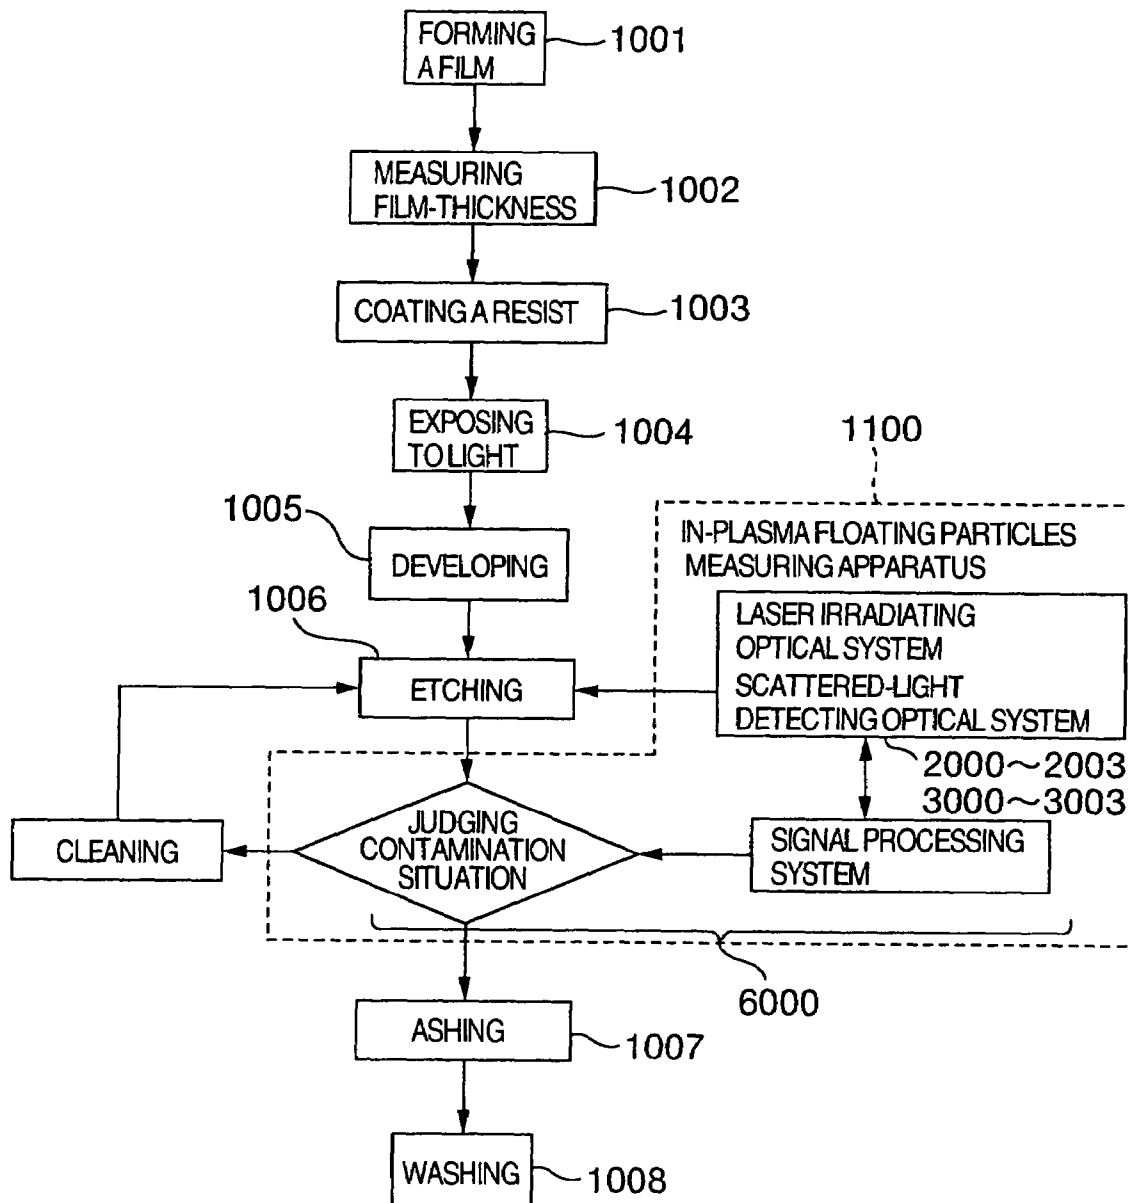 FORMING
A FILM
1001
MEASURING
FILM-THICKNESS
1002
COATING A RESIST
1003
EXPOSING
TO LIGHT
1004
1100
1005
DEVELOPING
IN-PLASMA FLOATING PARTICLES
MEASURING APPARATUS
1006
ETCHING
LASER IRRADIATING
OPTICAL SYSTEM
SCATTERED-LIGHT
DETECTING OPTICAL SYSTEM
2000~2003
3000~3003
CLEANING
JUDGING
CONTAMINATION
SITUATION
SIGNAL PROCESSING
SYSTEM
6000
ASHING
1007
WASHING
1008